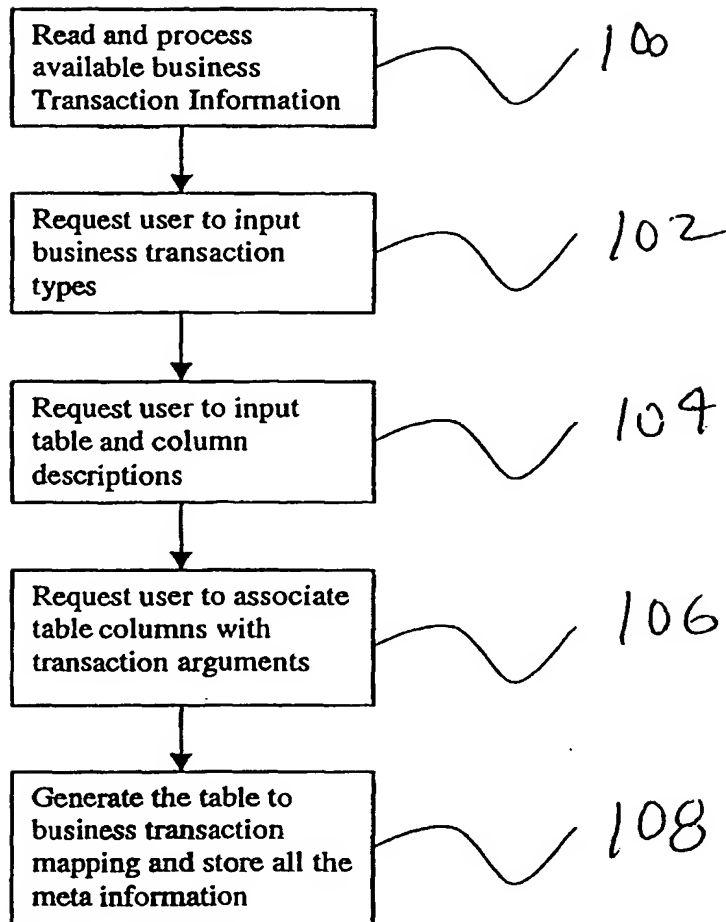 Read and process
available business
Transaction Information
100
Request user to input
business transaction
types
102
Request user to input
table and column
descriptions
104
Request user to associate
table columns with
transaction arguments
106
Generate the table to
business transaction
mapping and store all the
meta information
108